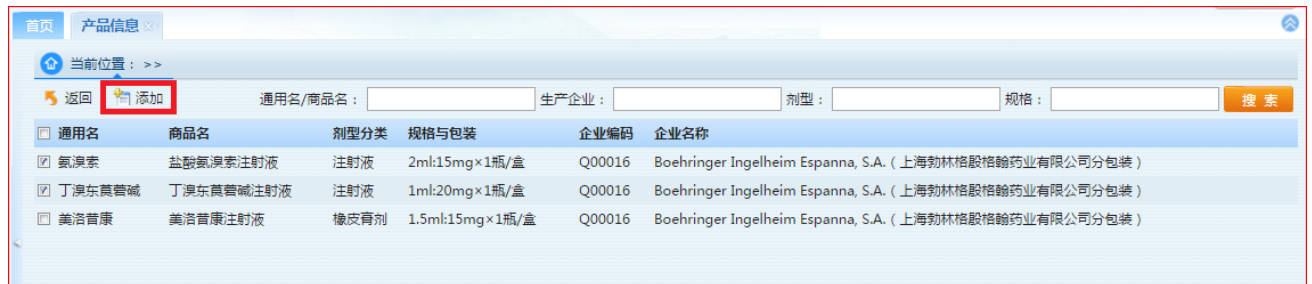 首页 产品信息
当前位置：>>
返回 添加 通用名/商品名： 生产企业： 剂型： 规格： 搜 索
通用名 商品名 剂型分类 规格与包装 企业编码 企业名称
氨溴索 盐酸氨溴索注射液 注射液 2ml:15mg×1瓶/盒 Q00016 Boehringer Ingelheim Espanna, S.A.（上海勃林格殷格翰药业有限公司分包装）
丁溴东莨菪碱 丁溴东莨菪碱注射液 注射液 1ml:20mg×1瓶/盒 Q00016 Boehringer Ingelheim Espanna, S.A.（上海勃林格殷格翰药业有限公司分包装）
美洛昔康 美洛昔康注射液 橡皮膏剂 1.5ml:15mg×1瓶/盒 Q00016 Boehringer Ingelheim Espanna, S.A.（上海勃林格殷格翰药业有限公司分包装）